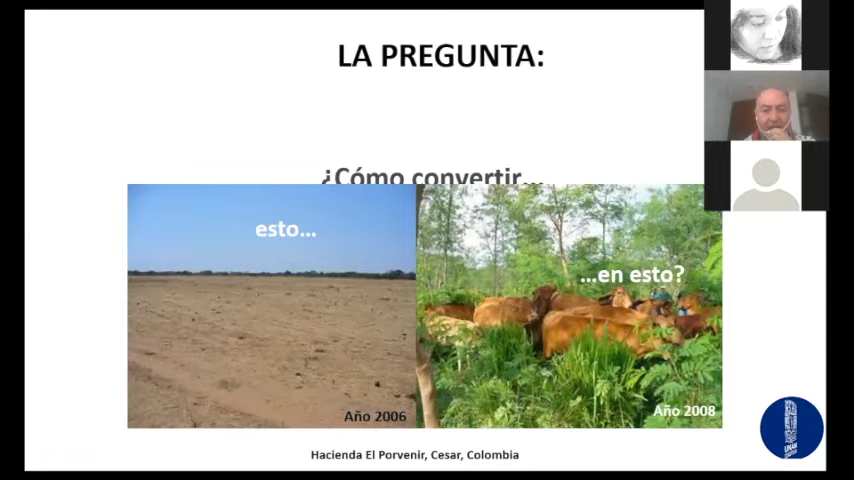 LA PREGUNTA:
¿Cómo convertir...
esto...
...en esto?
Año 2006
Año 2008
Hacienda El Porvenir, Cesar, Colombia